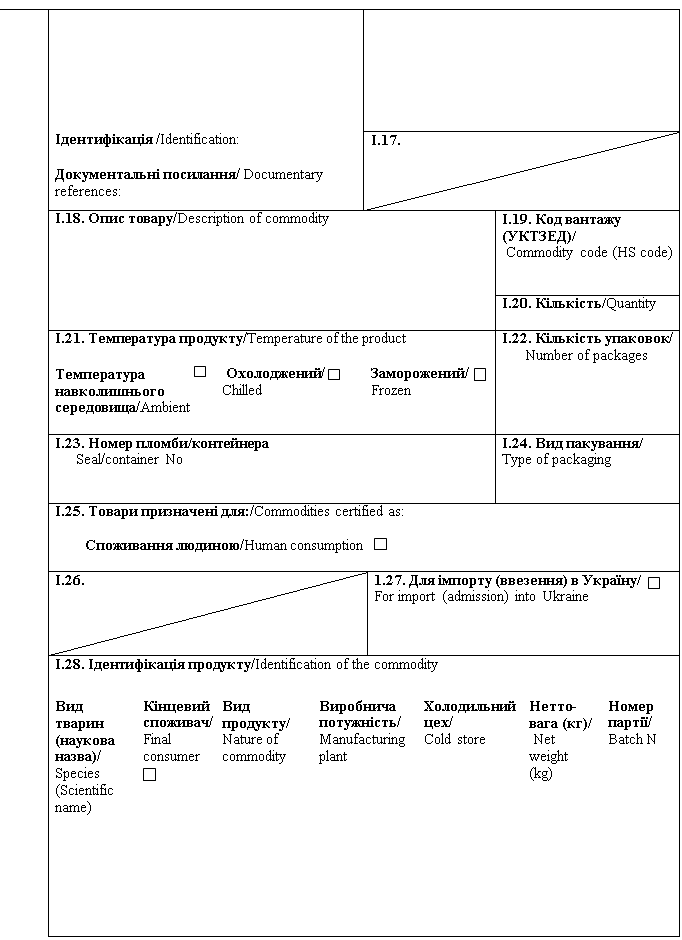 Ідентифікація /Identification:
Документальні посилання/ Documentary
references:
I.17.
I.18. Опис товару/Description of commodity
I.19. Код вантажу
(УКТЗЕД)/
Commodity code (HS code)
I.20. Кількість/Quantity
I.21. Температура продукту/Temperature of the product
Температура
навколишнього
середовища/Ambient
Охолоджений/
Chilled
Заморожений/
Frozen
I.22. Кількість упаковок/
Number of packages
I.23. Номер пломби/контейнера
Seal/container No
I.24. Вид пакування/
Type of packaging
I.25. Товари призначені для:/Commodities certified as:
Споживання людиною/Human consumption
I.26.
1.27. Для імпорту (ввезення) в Україну/
For import (admission) into Ukraine
I.28. Ідентифікація продукту/Identification of the commodity
Вид
тварин
(наукова
назва)/
Species
(Scientific
name)
Кінцевий
споживач/
Final
consumer
Вид
продукту/
Nature of
commodity
Виробнича
потужність/
Manufacturing
plant
Холодильний
цех/
Cold store
Нетто-
вага (кг)/
Net
weight
(kg)
Номер
партії/
Batch N